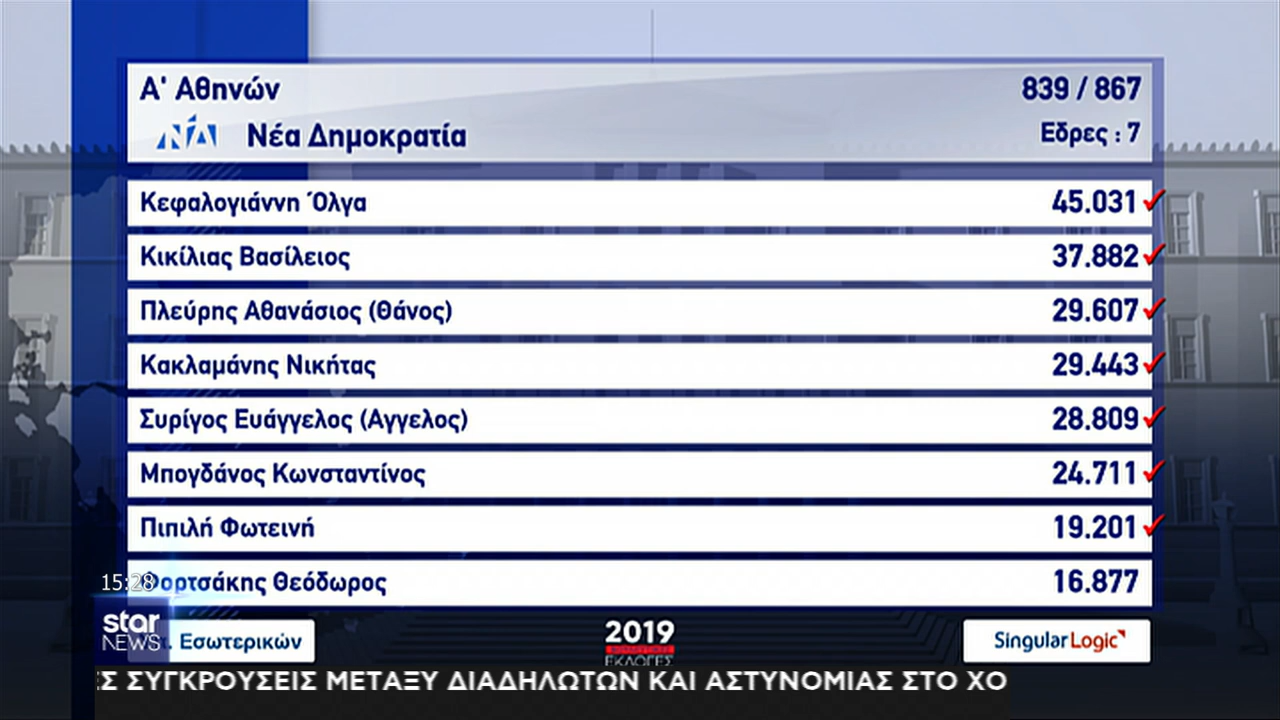 Α' Αθηνών
839 / 867
ΝΔ Νέα Δημοκρατία
Εδρες : 7
Κεφαλογιάννη Όλγα 45.031
Κικίλιας Βασίλειος 37.882
Πλεύρης Αθανάσιος (Θάνος) 29.607
Κακλαμάνης Νικήτας 29.443
Συρίγος Ευάγγελος (Αγγελος) 28.809
Μπογδάνος Κωνσταντίνος 24.711
Πιπιλή Φωτεινή 19.201
Φορτσάκης Θεόδωρος 16.877
15:28
star
NEWS
Εσωτερικών
2019
ΕΚΛΟΓΕΣ
SingularLogic
ΣΥΓΚΡΟΥΣΕΙΣ ΜΕΤΑΞΥ ΔΙΑΔΗΛΩΤΩΝ ΚΑΙ ΑΣΤΥΝΟΜΙΑΣ ΣΤΟ ΧΟ